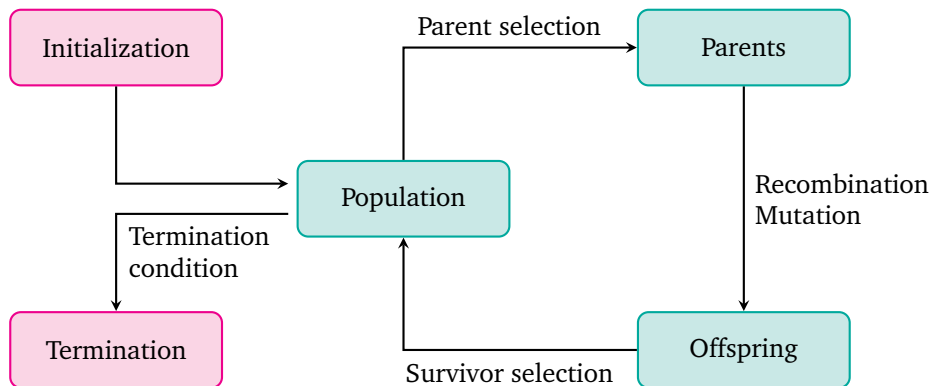 Parent selection
Initialization
Parents
Population
Recombination
Mutation
Termination
condition
Termination
Offspring
Survivor selection